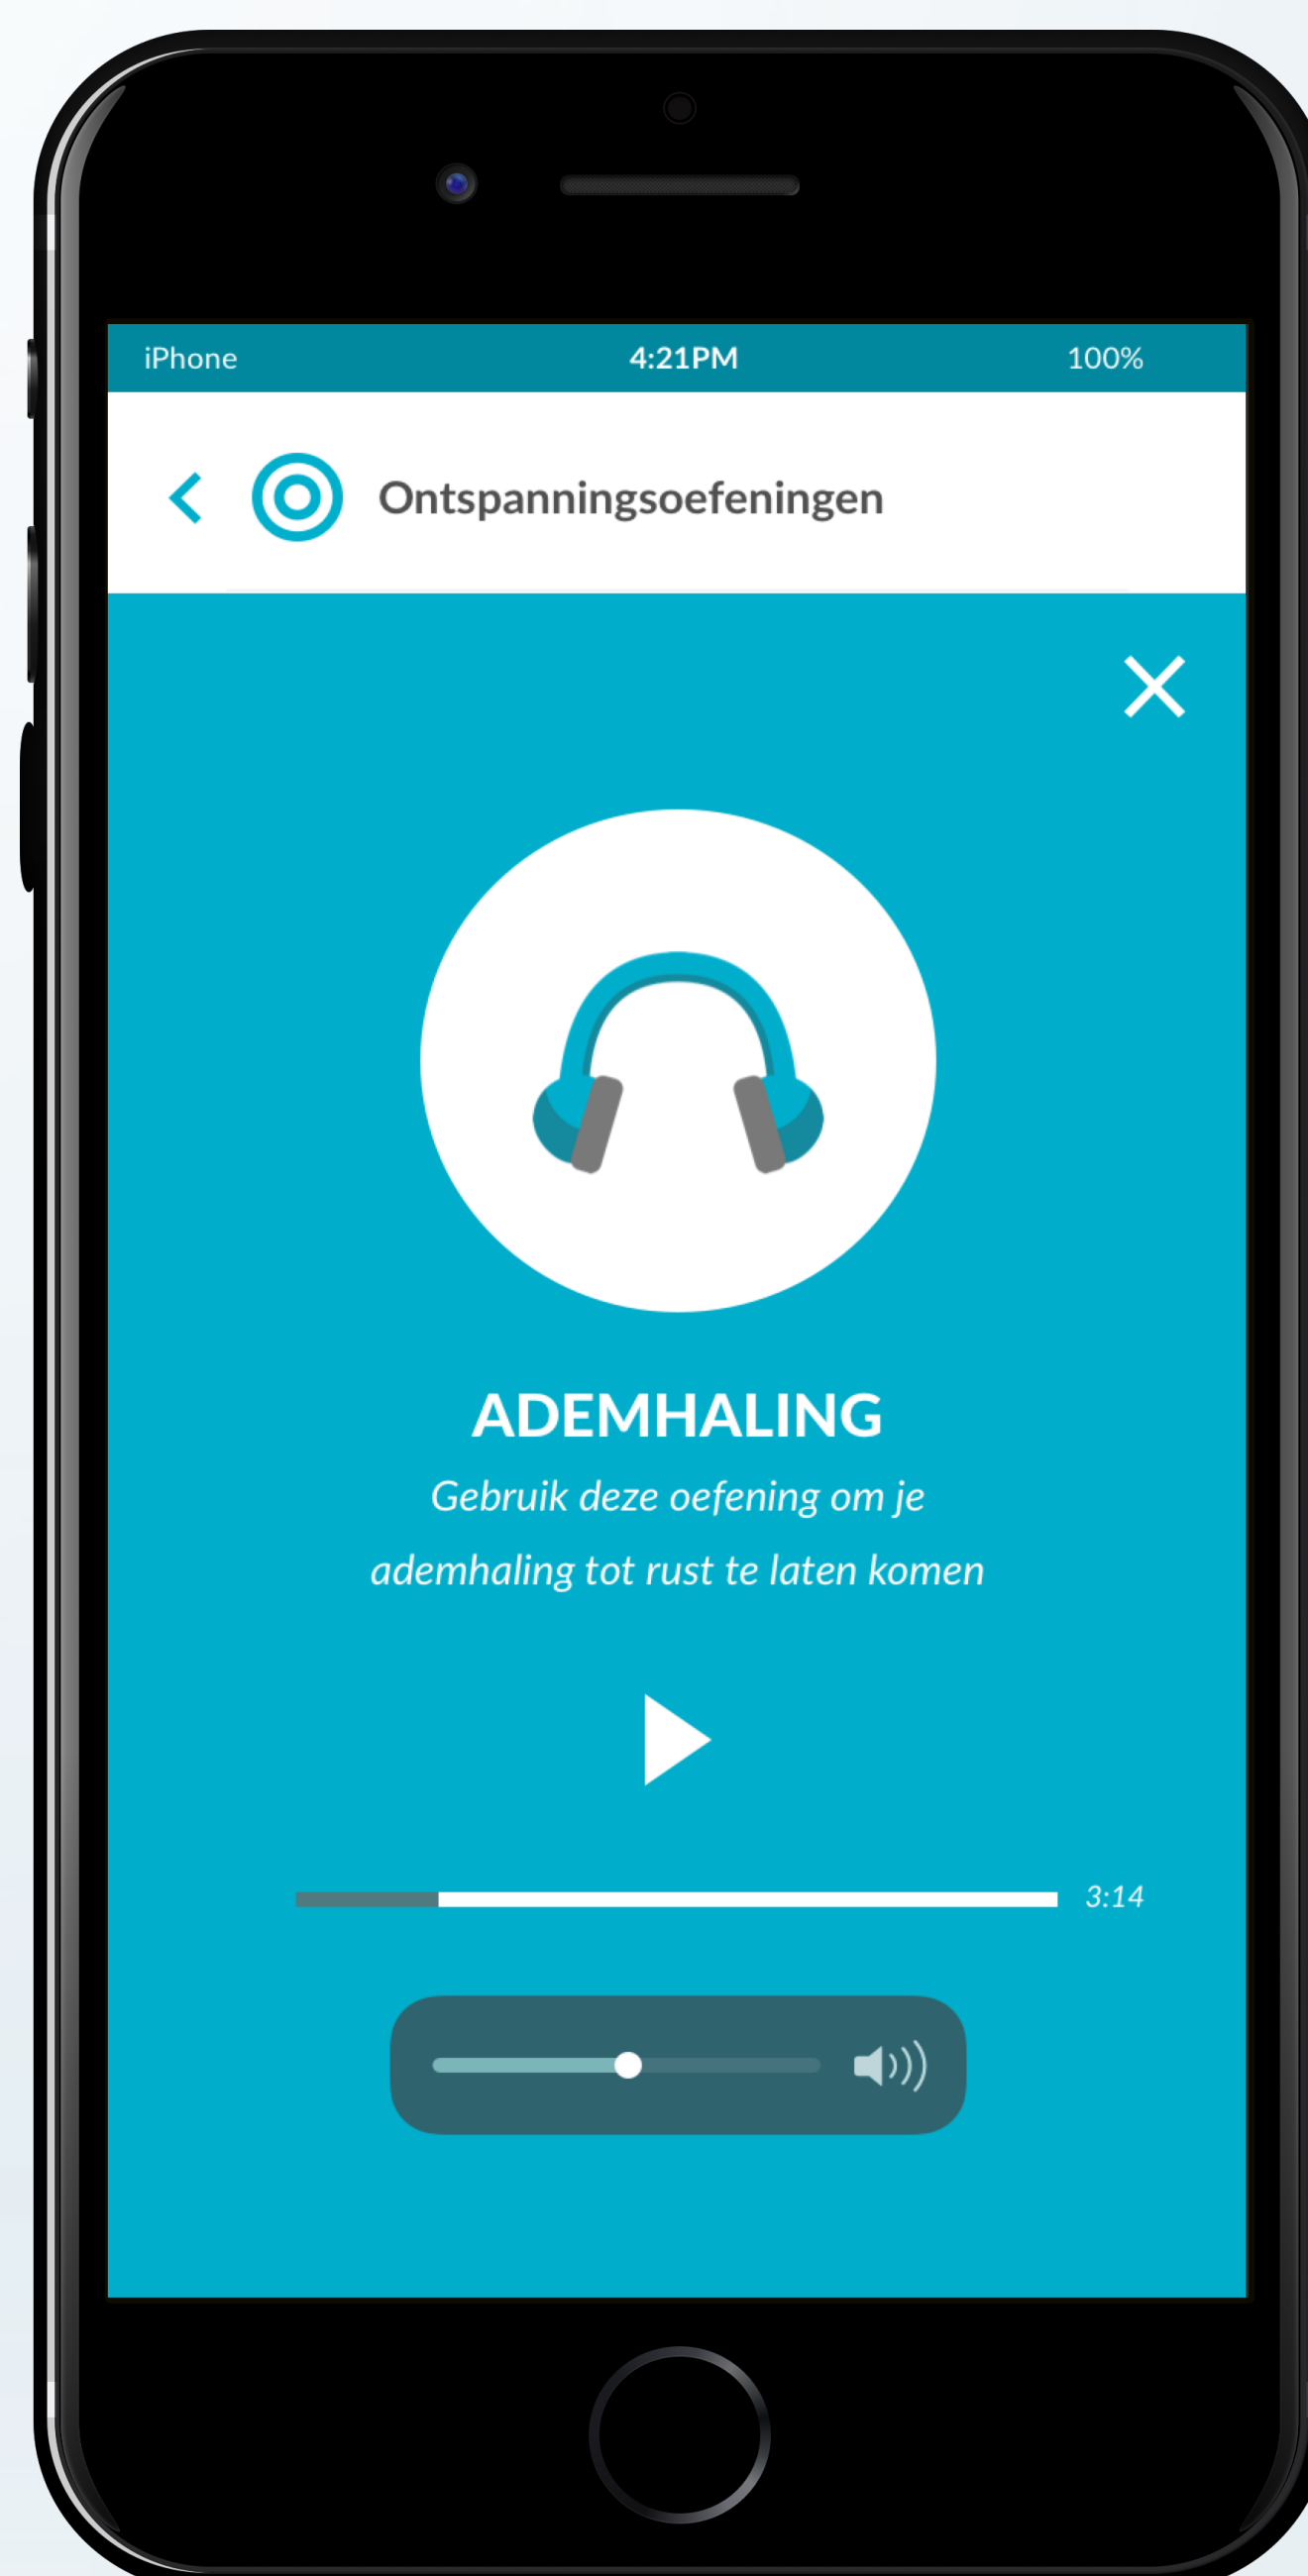 iPhone 4:21PM 100%
Ontspanningsoefeningen
ADEMHALING
Gebruik deze oefening om je
ademhaling tot rust te laten komen
3:14